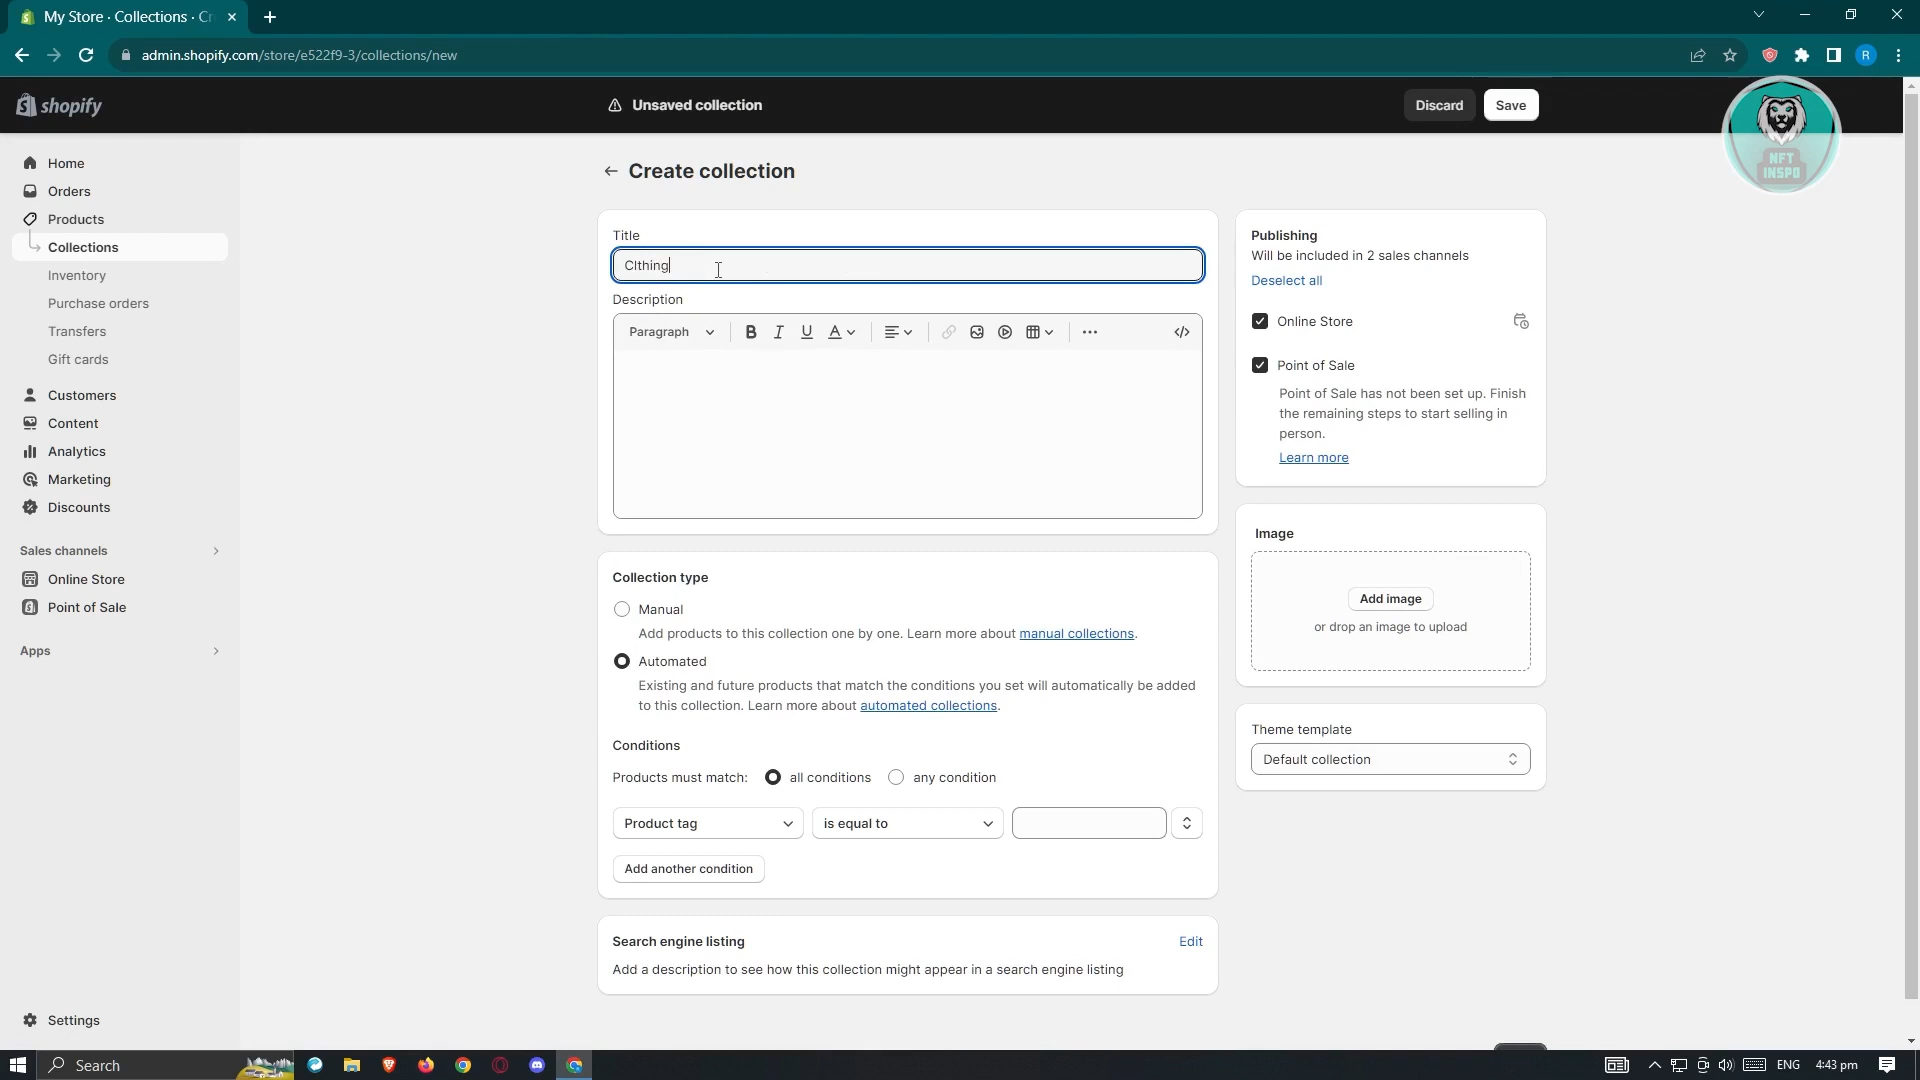 My Store · Collections · Cr
admin.shopify.com/store/e522f9-3/collections/new
R
shopify
Unsaved collection
Discard
Save
NFT
INSPO
Home
Orders
Products
Collections
Inventory
Purchase orders
Transfers
Gift cards
Customers
Content
Analytics
Marketing
Discounts
Sales channels
Online Store
Point of Sale
Apps
Settings
Create collection
Title
Clthing
Description
Paragraph
B I U A
Collection type
Manual
Add products to this collection one by one. Learn more about manual collections.
Automated
Existing and future products that match the conditions you set will automatically be added
to this collection. Learn more about automated collections.
Conditions
Products must match: all conditions any condition
Product tag is equal to
Add another condition
Search engine listing Edit
Add a description to see how this collection might appear in a search engine listing
Publishing
Will be included in 2 sales channels
Deselect all
Online Store
Point of Sale
Point of Sale has not been set up. Finish
the remaining steps to start selling in
person.
Learn more
Image
Add image
or drop an image to upload
Theme template
Default collection
Search
ENG 4:43 pm